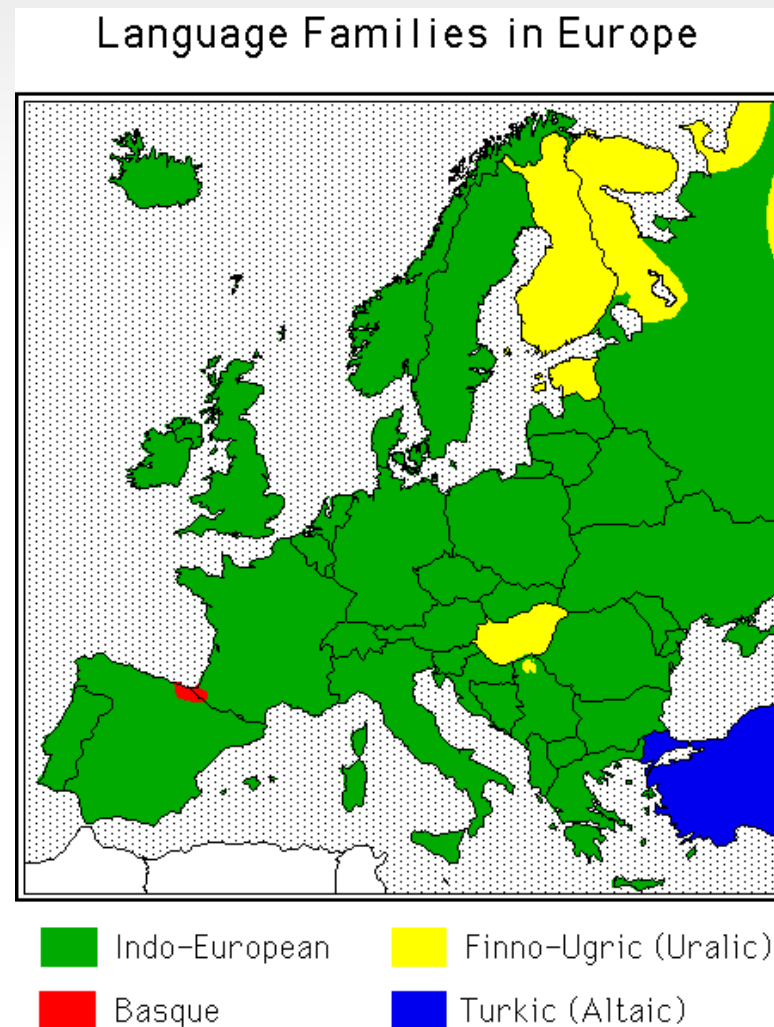 Language Families in Europe
Indo-European
Finno-Ugric (Uralic)
Basque
Turkic (Altaic)